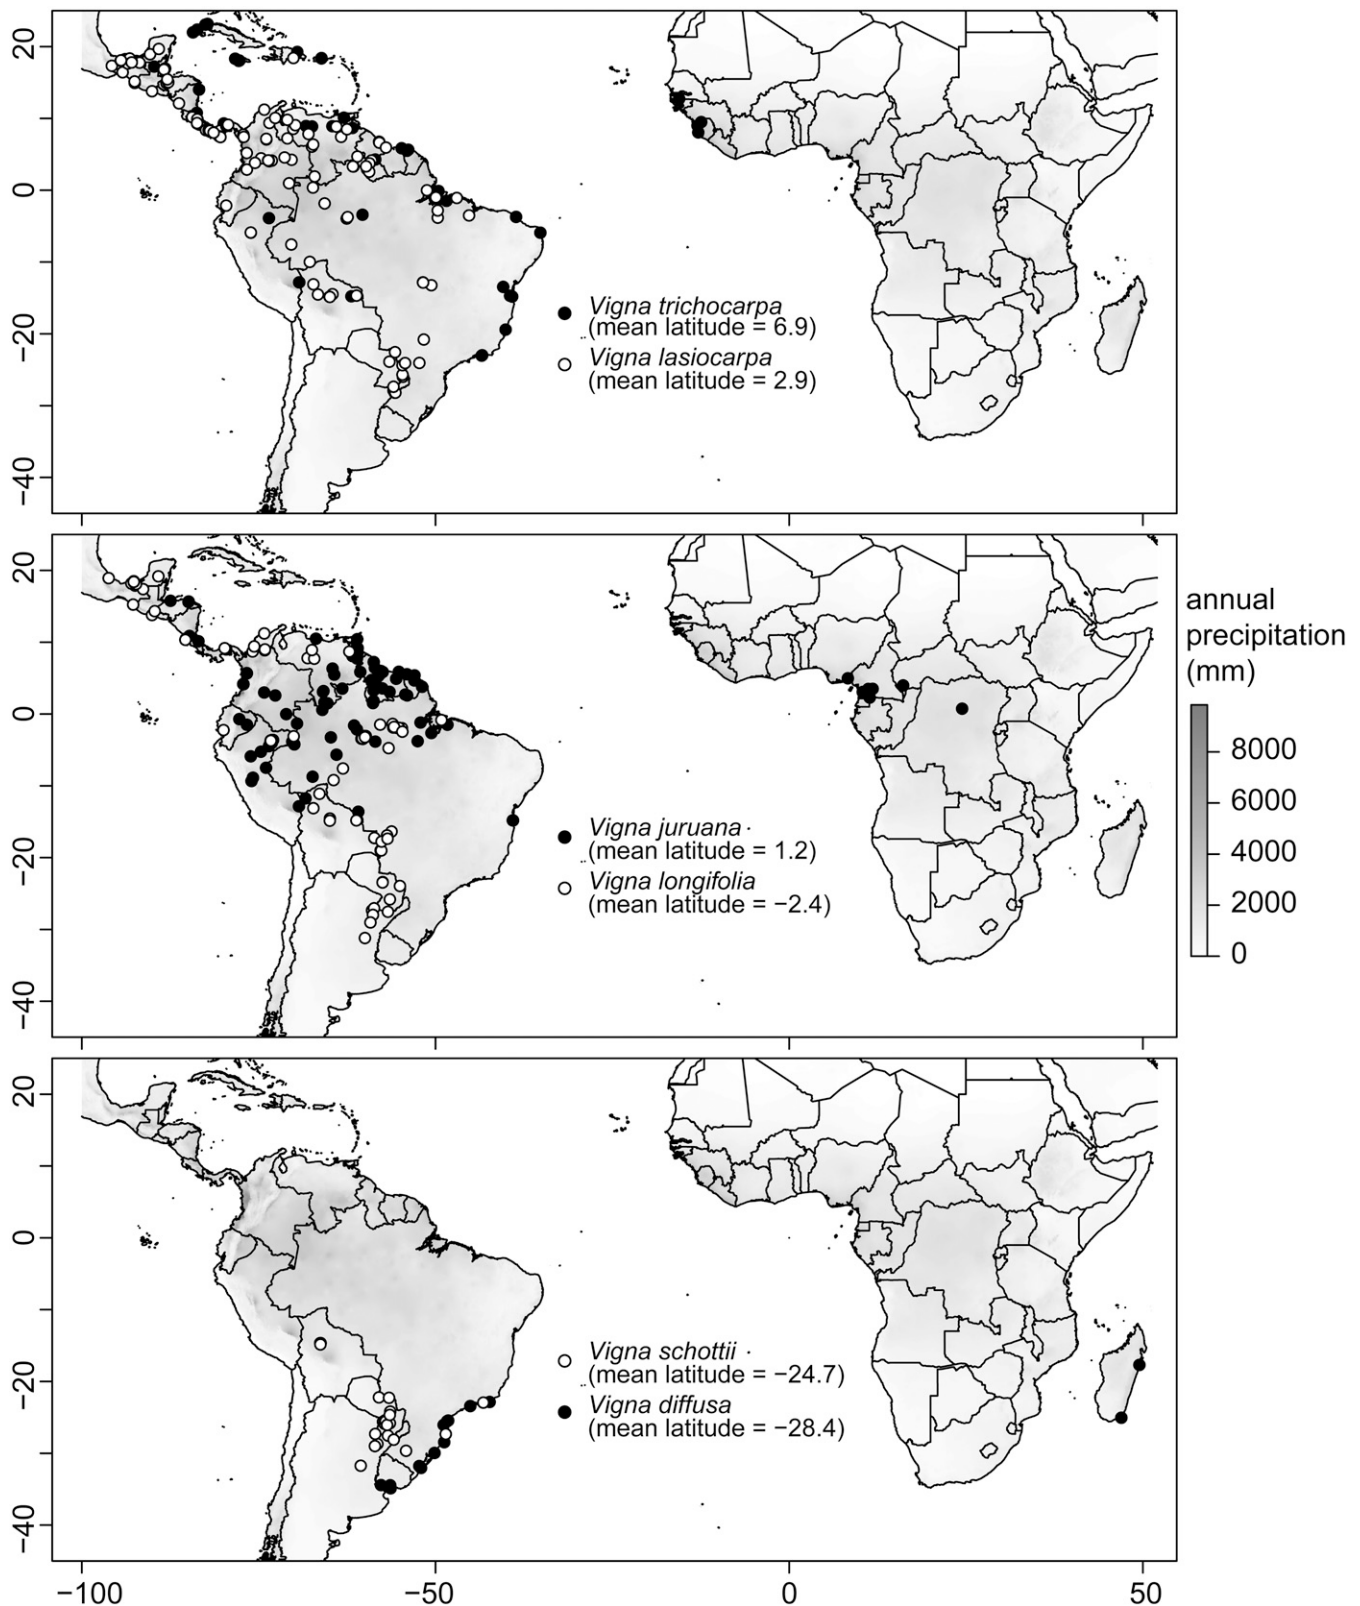 20
0
−20
−40
Vigna trichocarpa
(mean latitude = 6.9)
Vigna lasiocarpa
(mean latitude = 2.9)
20
0
−20
−40
Vigna juruana
(mean latitude = 1.2)
Vigna longifolia
(mean latitude = −2.4)
annual
precipitation
(mm)
8000
6000
4000
2000
0
20
0
−20
−40
Vigna schottii
(mean latitude = −24.7)
Vigna diffusa
(mean latitude = −28.4)
−100 −50 0 50